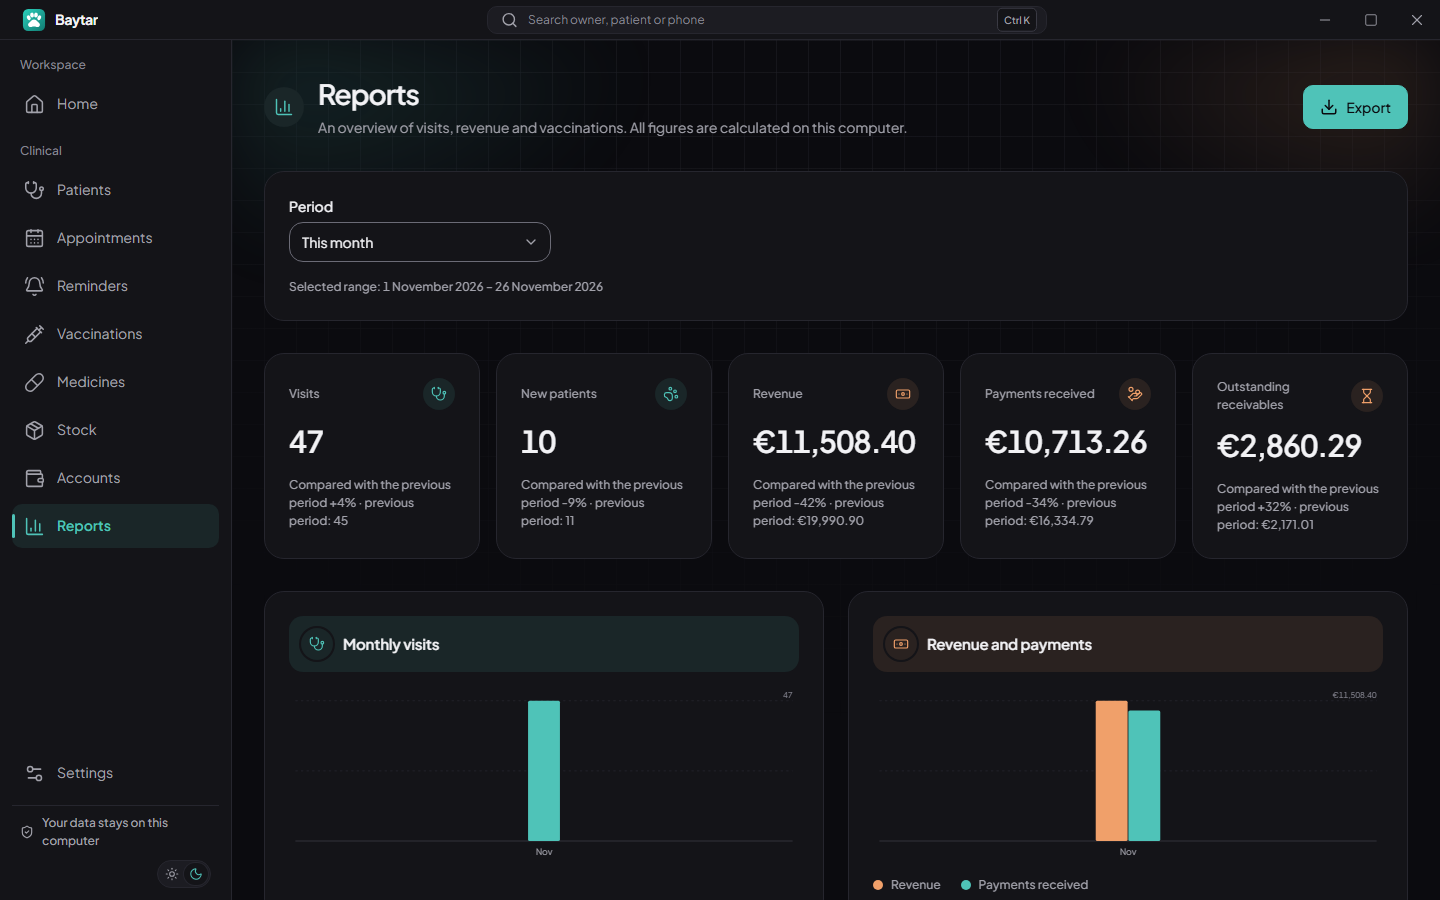 Baytar
Search owner, patient or phone
Ctrl K
Workspace
Home
Clinical
Patients
Appointments
Reminders
Vaccinations
Medicines
Stock
Accounts
Reports
Settings
Your data stays on this
computer
Reports
An overview of visits, revenue and vaccinations. All figures are calculated on this computer.
Export
Period
This month
Selected range: 1 November 2026 – 26 November 2026
Visits
47
Compared with the previous
period +4% · previous
period: 45
New patients
10
Compared with the previous
period -9% · previous
period: 11
Revenue
€11,508.40
Compared with the previous
period -42% · previous
period: €19,990.90
Payments received
€10,713.26
Compared with the previous
period -34% · previous
period: €16,334.79
Outstanding
receivables
€2,860.29
Compared with the previous
period +32% · previous
period: €2,171.01
Monthly visits
47
Nov
Revenue and payments
€11,508.40
Nov
Revenue
Payments received